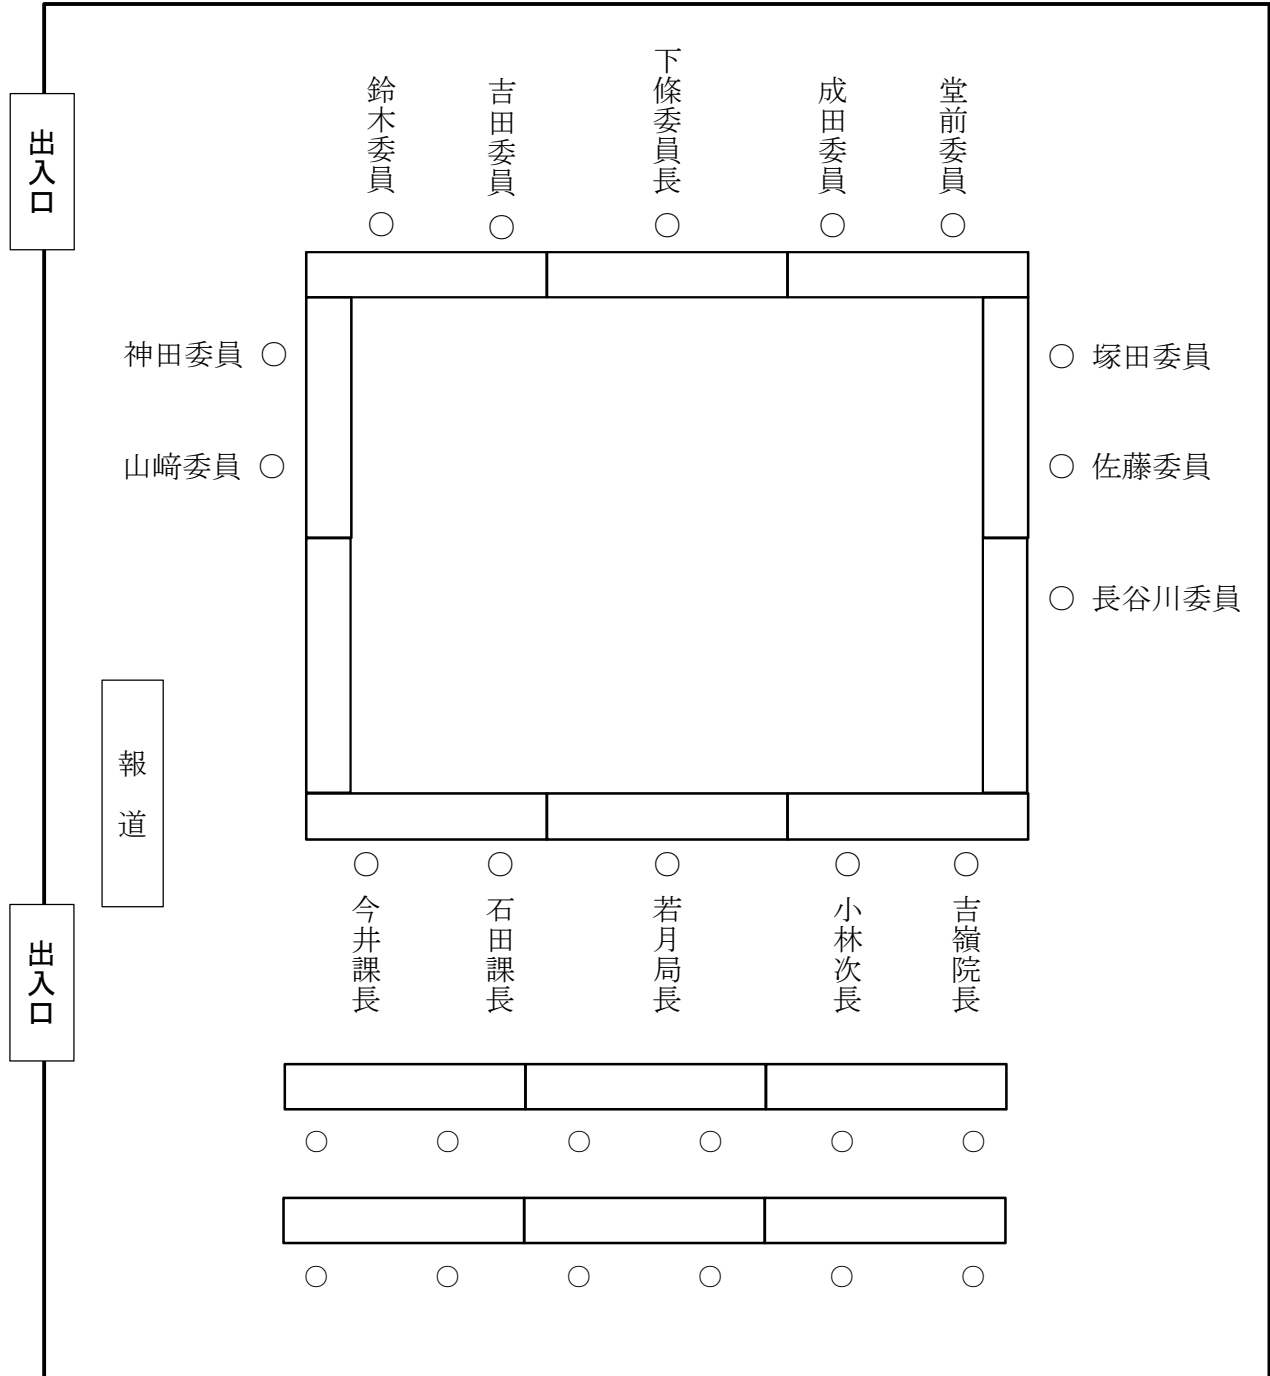 出入口
鈴木委員
吉田委員
下條委員長
成田委員
堂前委員
神田委員
塚田委員
山﨑委員
佐藤委員
長谷川委員
報道
出入口
今井課長
石田課長
若月局長
小林次長
吉嶺院長